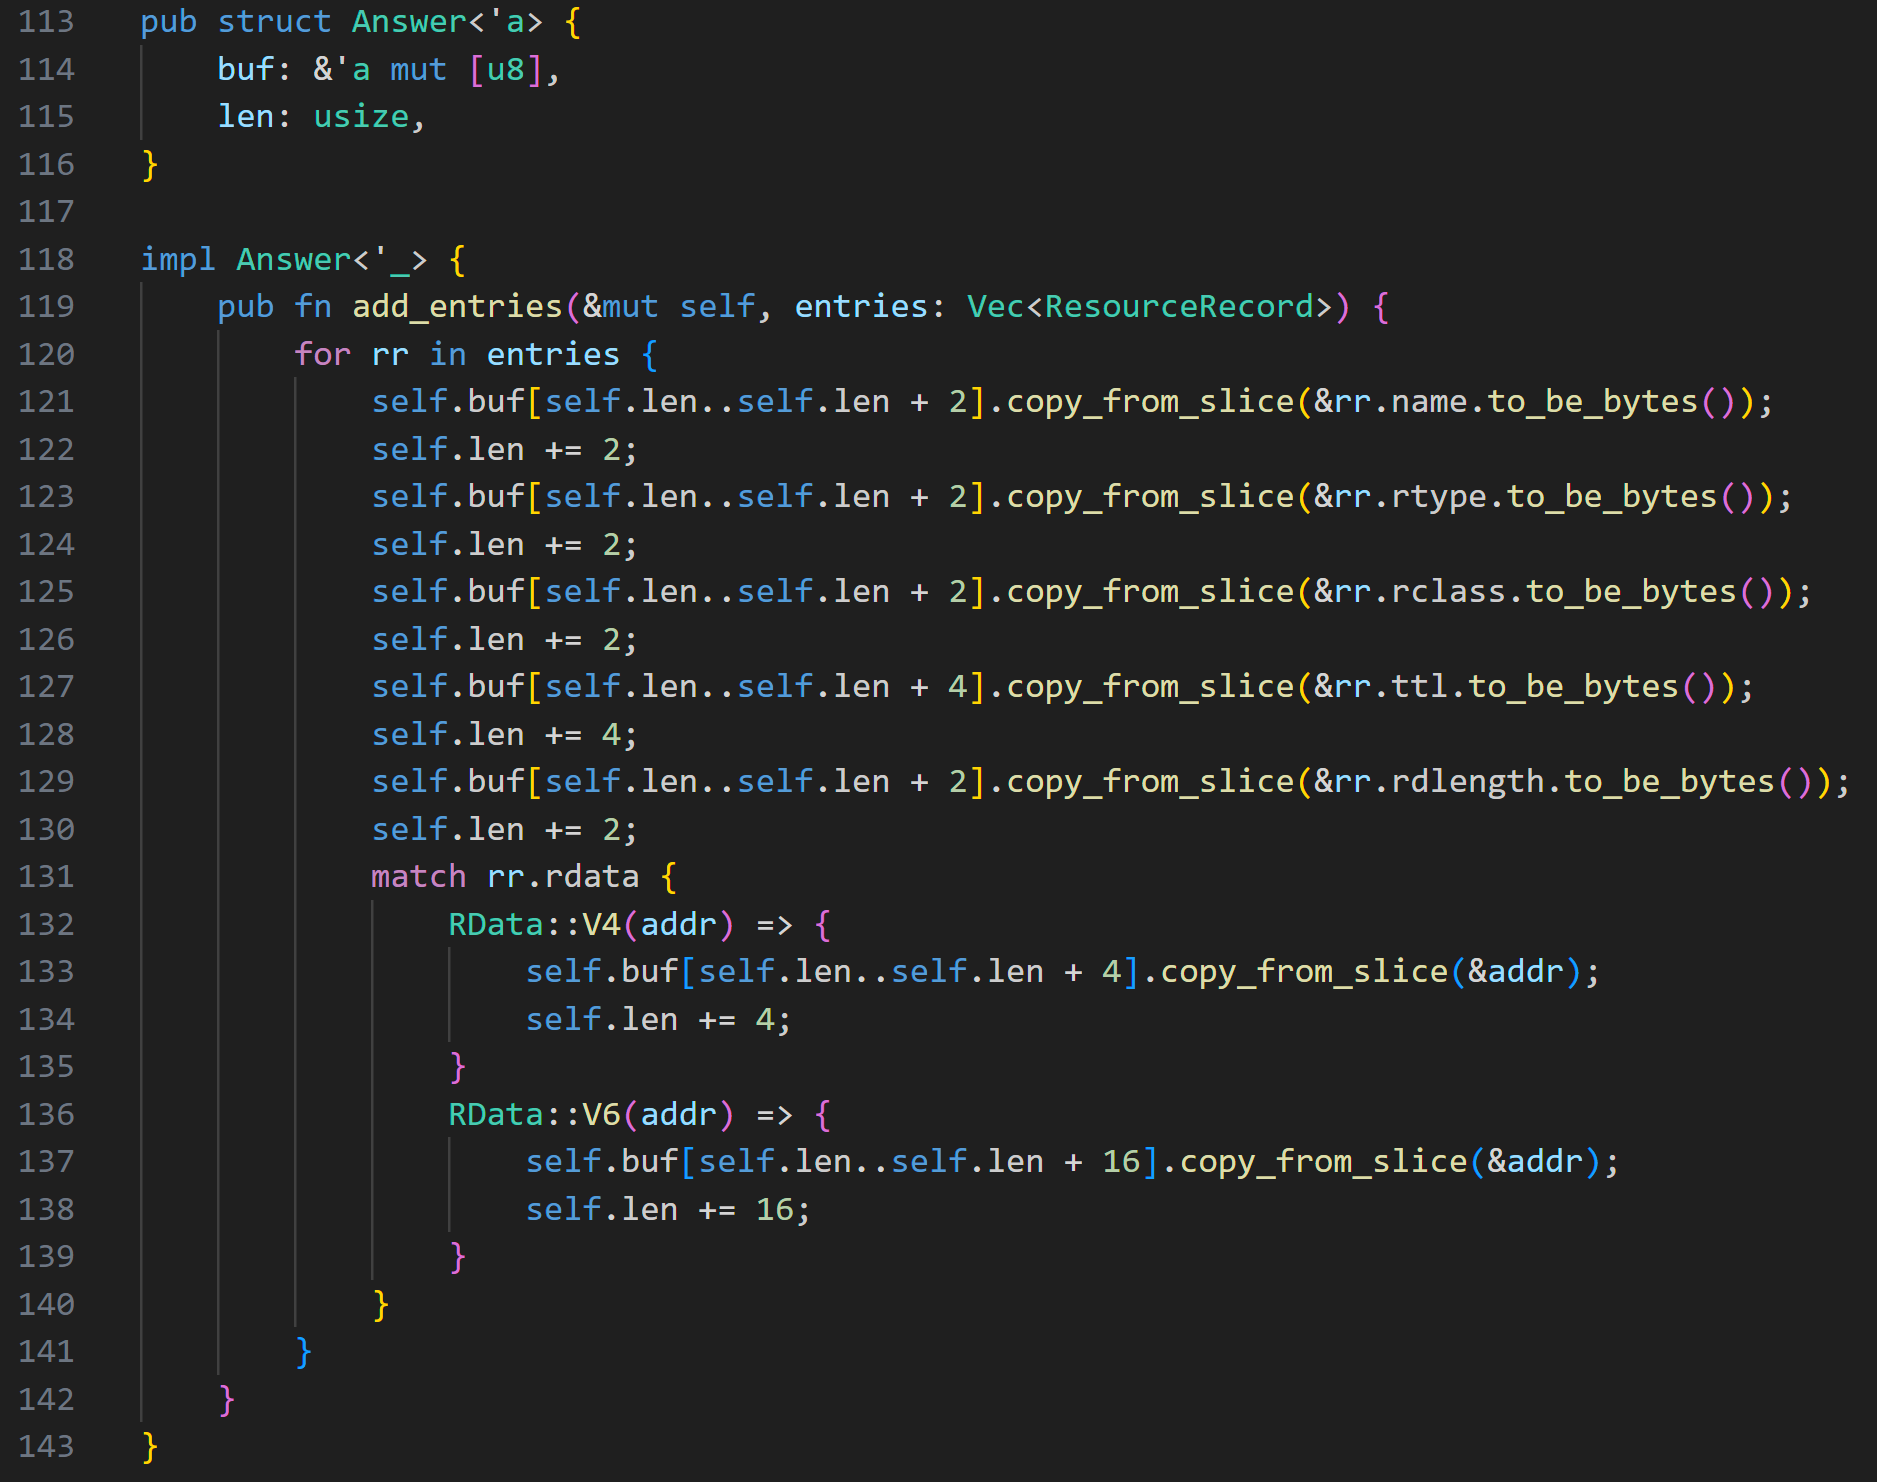 113 pub struct Answer<'a> {
114     buf: &'a mut [u8],
115     len: usize,
116 }
117
118 impl Answer<'_> {
119     pub fn add_entries(&mut self, entries: Vec<ResourceRecord>) {
120         for rr in entries {
121             self.buf[self.len..self.len + 2].copy_from_slice(&rr.name.to_be_bytes());
122             self.len += 2;
123             self.buf[self.len..self.len + 2].copy_from_slice(&rr.rtype.to_be_bytes());
124             self.len += 2;
125             self.buf[self.len..self.len + 2].copy_from_slice(&rr.rclass.to_be_bytes());
126             self.len += 2;
127             self.buf[self.len..self.len + 4].copy_from_slice(&rr.ttl.to_be_bytes());
128             self.len += 4;
129             self.buf[self.len..self.len + 2].copy_from_slice(&rr.rdlength.to_be_bytes());
130             self.len += 2;
131             match rr.rdata {
132                 RData::V4(addr) => {
133                     self.buf[self.len..self.len + 4].copy_from_slice(&addr);
134                     self.len += 4;
135                 }
136                 RData::V6(addr) => {
137                     self.buf[self.len..self.len + 16].copy_from_slice(&addr);
138                     self.len += 16;
139                 }
140             }
141         }
142     }
143 }